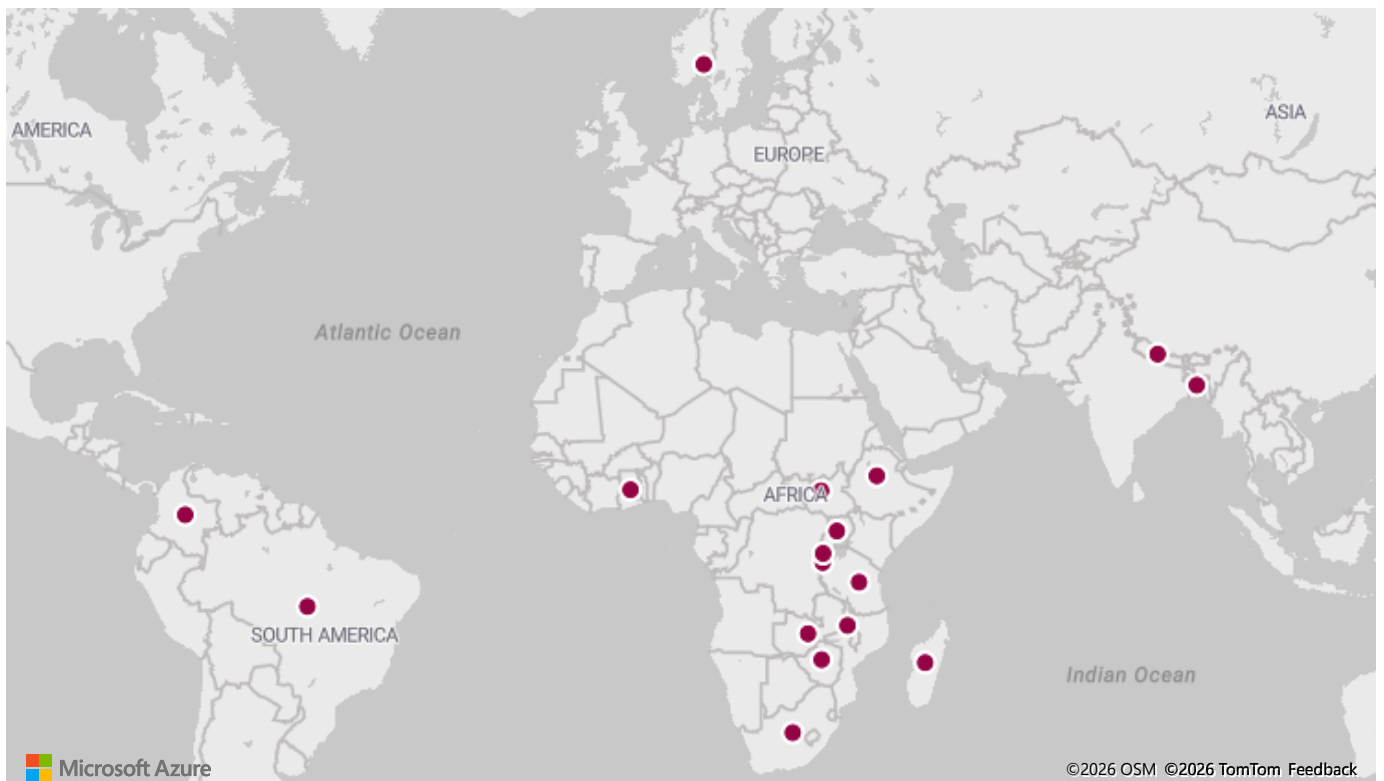 AMERICA
ASIA
EUROPE
Atlantic Ocean
AFRICA
SOUTH AMERICA
Indian Ocean
Microsoft Azure
©2026 OSM ©2026 TomTom Feedback